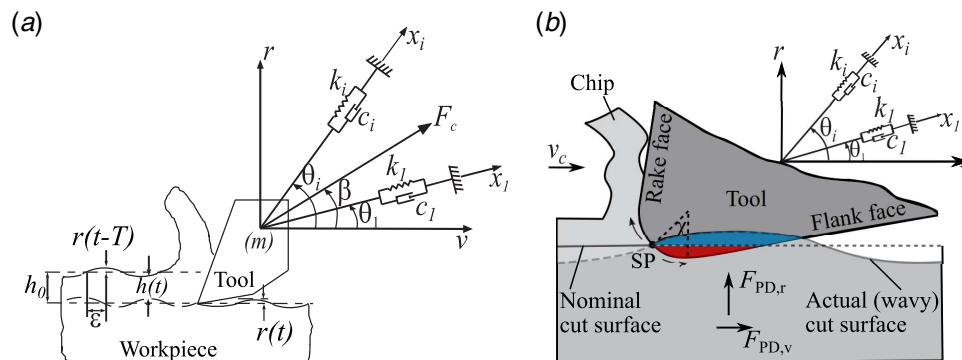 (a)
r
x_i
k_i
c_i
F_c
k_1
x_1
θ_i
β
c_1
θ_1
(m)
v
r(t-T)
Tool
h_0
h(t)
ε
r(t)
Workpiece
(b)
r
x_i
k_i
c_i
Chip
k_1
x_1
θ_i
c_1
θ_1
v_c
Rake face
Tool
Flank face
χ
SP
Nominal
cut surface
F_PD,r
F_PD,v
Actual (wavy)
cut surface